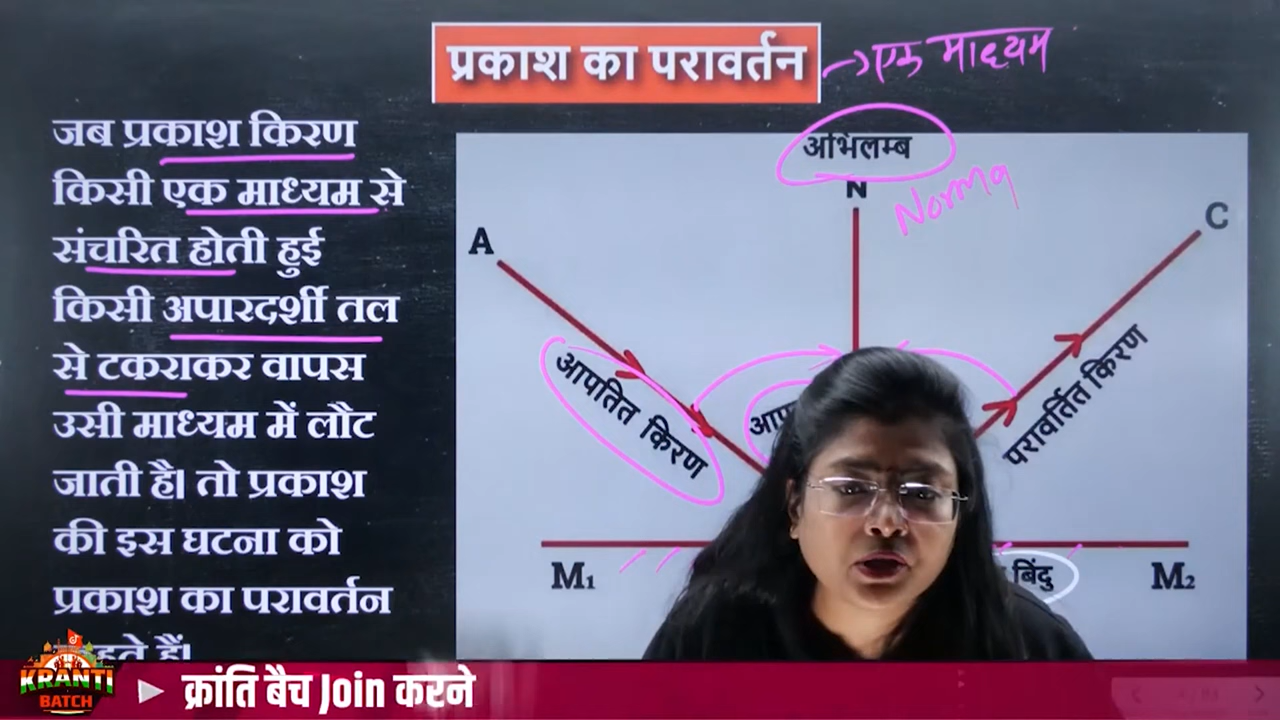 प्रकाश का परावर्तन → एक माध्यम
जब प्रकाश किरण
किसी एक माध्यम से
संचरित होती हुई
किसी अपारदर्शी तल
से टकराकर वापस
उसी माध्यम में लौट
जाती है। तो प्रकाश
की इस घटना को
प्रकाश का परावर्तन
हैं।
अभिलम्ब
N
Norma
A
C
आपतित किरण
परावर्तित किरण
M₁
बिंदु
M₂
KRANTI
BATCH
क्रांति बैच Join करने